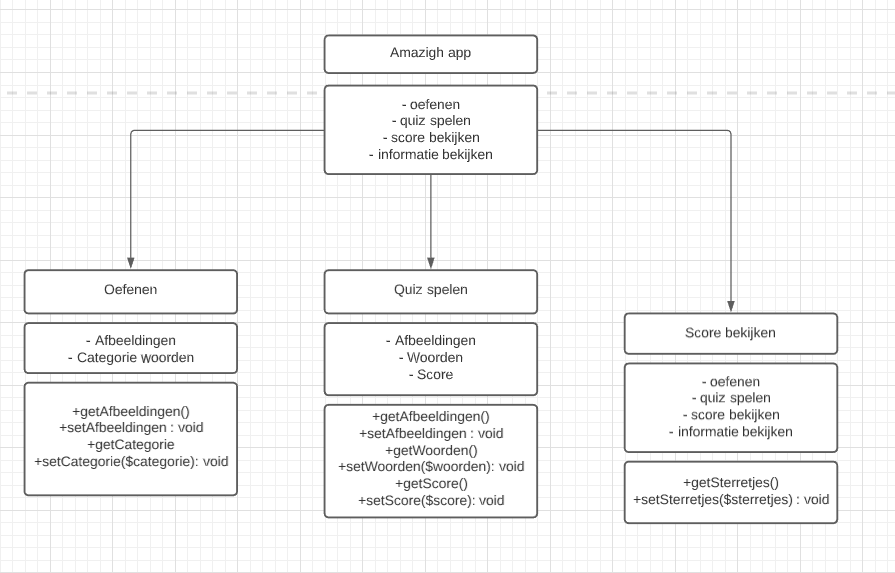 Amazigh app
- oefenen
- quiz spelen
- score bekijken
- informatie bekijken
Oefenen
- Afbeeldingen
- Categorie woorden
+getAfbeeldingen()
+setAfbeeldingen : void
+getCategorie
+setCategorie($categorie): void
Quiz spelen
- Afbeeldingen
- Woorden
- Score
+getAfbeeldingen()
+setAfbeeldingen : void
+getWoorden()
+setWoorden($woorden): void
+getScore()
+setScore($score): void
Score bekijken
- oefenen
- quiz spelen
- score bekijken
- informatie bekijken
+getSterretjes()
+setSterretjes($sterretjes) : void